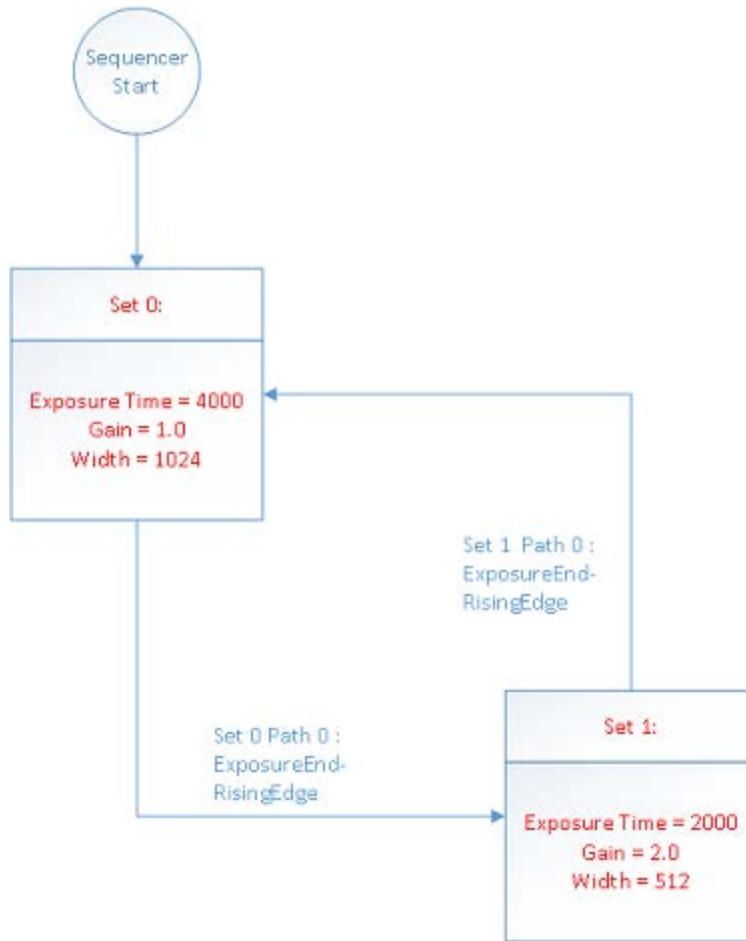 Sequencer
Start
Set 0:
Exposure Time = 4000
Gain = 1.0
Width = 1024
Set 1 Path 0 :
ExposureEnd-
RisingEdge
Set 0 Path 0 :
ExposureEnd-
RisingEdge
Set 1:
Exposure Time = 2000
Gain = 2.0
Width = 512